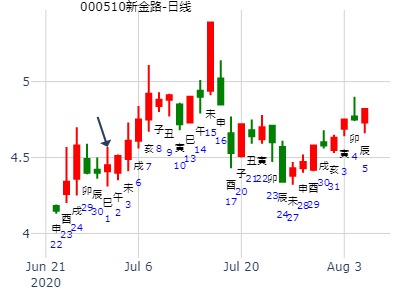 000510新金路-日线
5
4.5
4
申 22
酉 23
戌 24
卯 29
辰 30
巳 1
午 2
未 3
戌 6
亥 7
子 8
丑 9
寅 10
巳 13
午 14
未 15
申 16
酉 17
子 20
丑 21
寅 22
卯 23
辰 24
未 27
申 28
酉 29
戌 30
亥 31
寅 3
卯 4
辰 5
Jun 21 Jul 6 Jul 20 Aug 3
2020